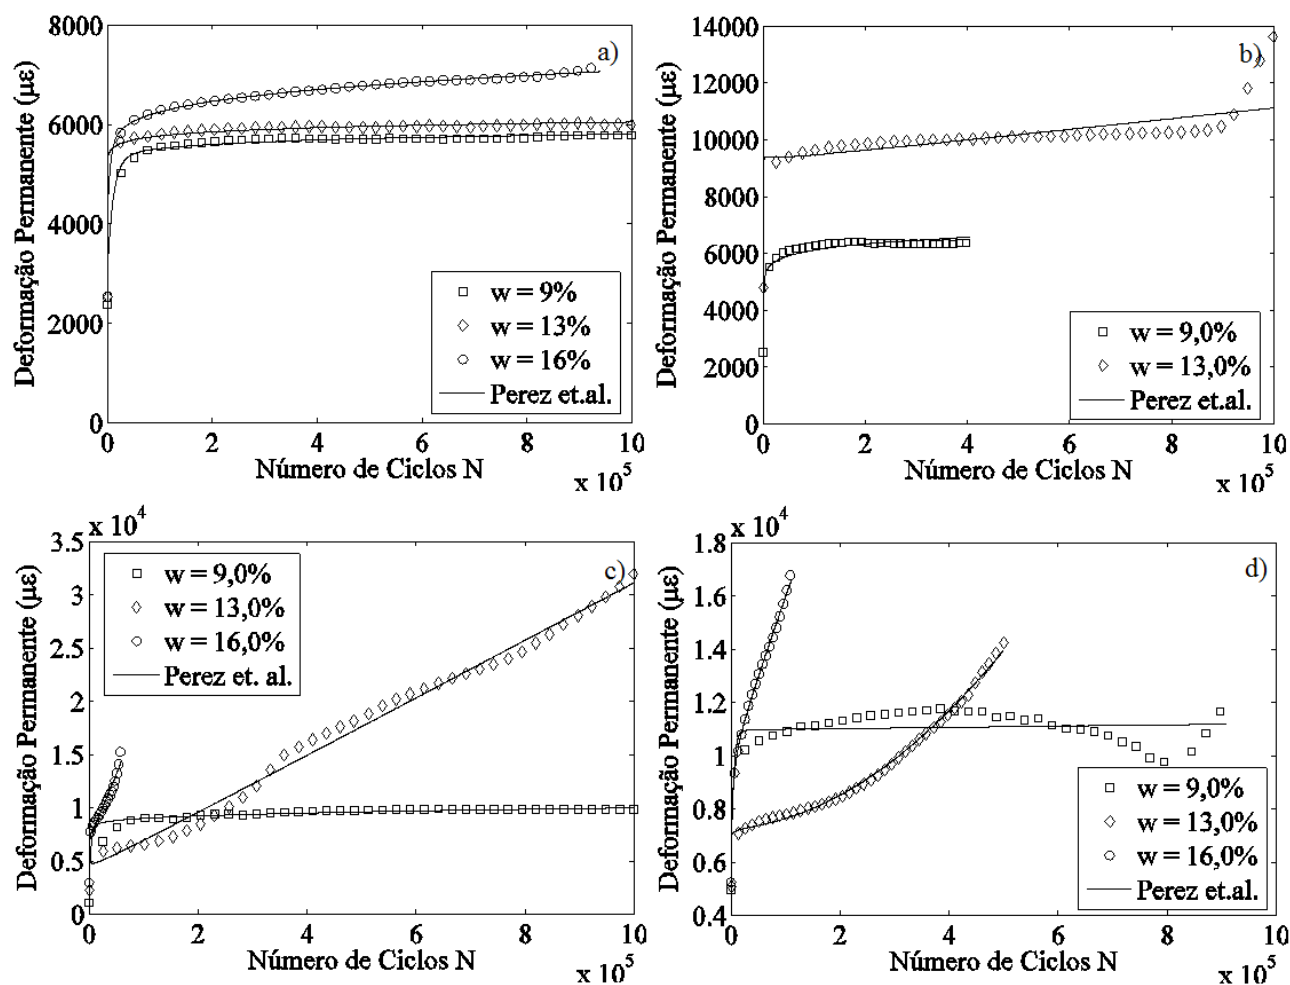 a)
Deformação Permanente (µε)
8000
6000
4000
2000
0
w = 9%
w = 13%
w = 16%
Perez et.al.
0 2 4 6 8 10
Número de Ciclos N
x 10^5
b)
Deformação Permanente (µε)
14000
12000
10000
8000
6000
4000
2000
0
w = 9,0%
w = 13,0%
Perez et.al.
0 2 4 6 8 10
Número de Ciclos N
x 10^5
x 10^4
c)
Deformação Permanente (µε)
3.5
3
2.5
2
1.5
1
0.5
0
w = 9,0%
w = 13,0%
w = 16,0%
Perez et. al.
0 2 4 6 8 10
Número de Ciclos N
x 10^5
x 10^4
d)
Deformação Permanente (µε)
1.8
1.6
1.4
1.2
1
0.8
0.6
0.4
w = 9,0%
w = 13,0%
w = 16,0%
Perez et.al.
0 2 4 6 8 10
Número de Ciclos N
x 10^5